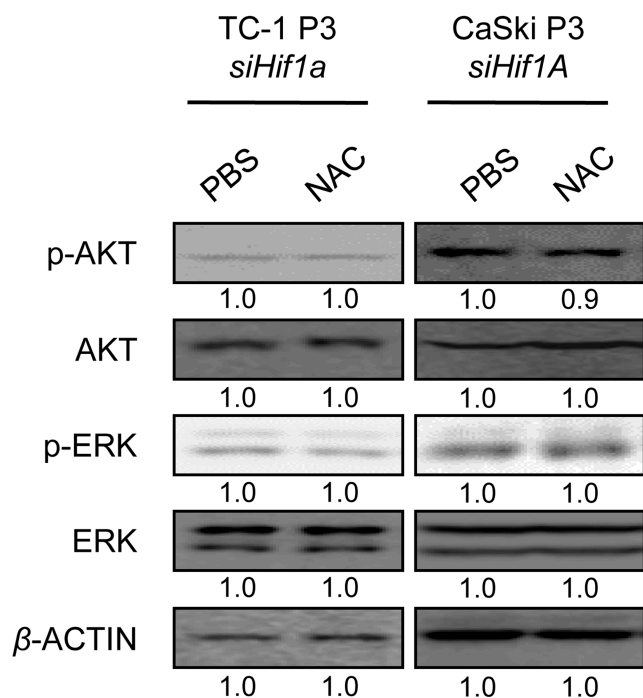 TC-1 P3 CaSki P3
siHif1a siHif1A
PBS NAC PBS NAC
p-AKT
1.0 1.0 1.0 0.9
AKT
1.0 1.0 1.0 1.0
p-ERK
1.0 1.0 1.0 1.0
ERK
1.0 1.0 1.0 1.0
β-ACTIN
1.0 1.0 1.0 1.0